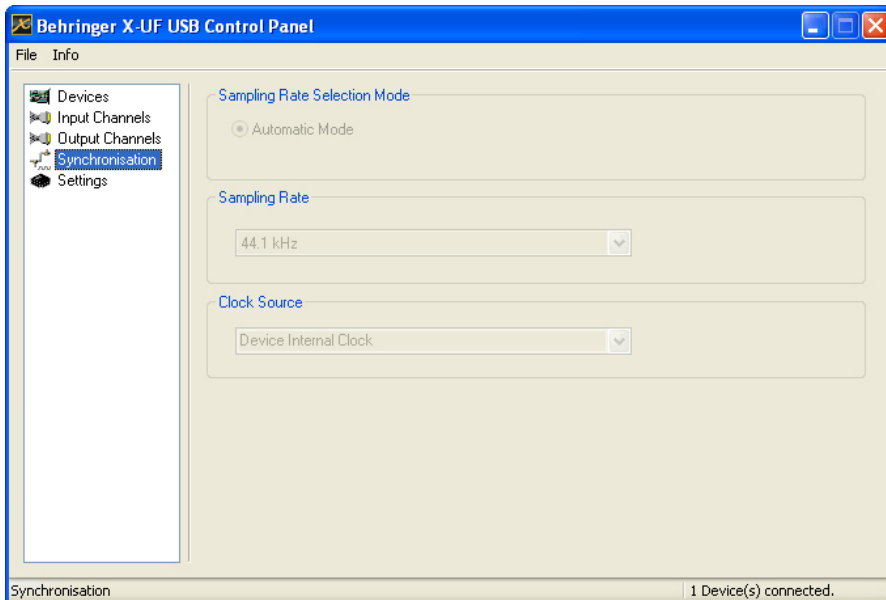 Behringer X-UF USB Control Panel
File Info
Devices
Input Channels
Output Channels
Synchronisation
Settings
Sampling Rate Selection Mode
Automatic Mode
Sampling Rate
44.1 kHz
Clock Source
Device Internal Clock
Synchronisation
1 Device(s) connected.